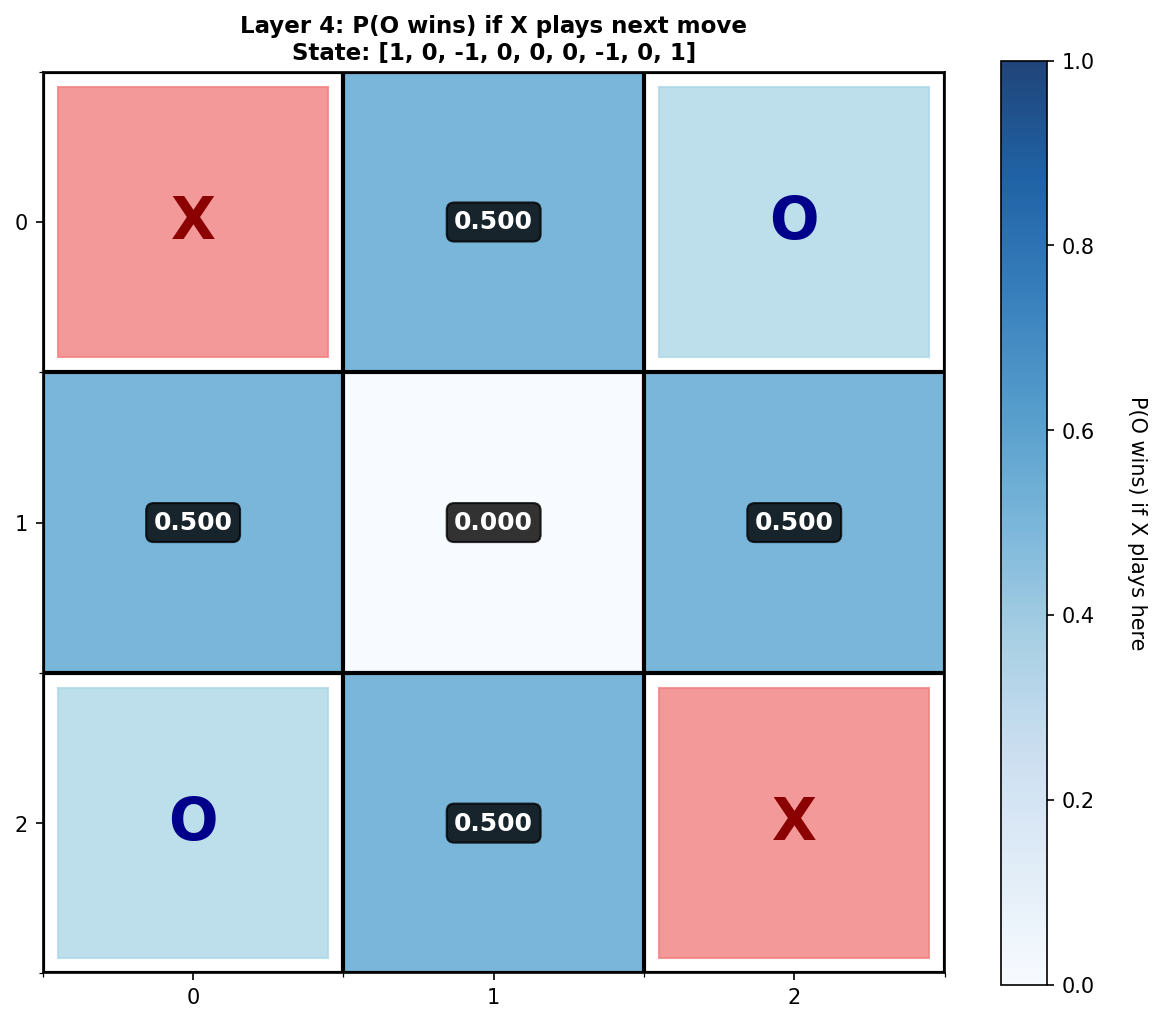 Layer 4: P(O wins) if X plays next move
State: [1, 0, -1, 0, 0, 0, -1, 0, 1]
0
X
0.500
O
1
0.500
0.000
0.500
2
O
0.500
X
0
1
2
1.0
0.8
0.6
0.4
0.2
0.0
P(O wins) if X plays here